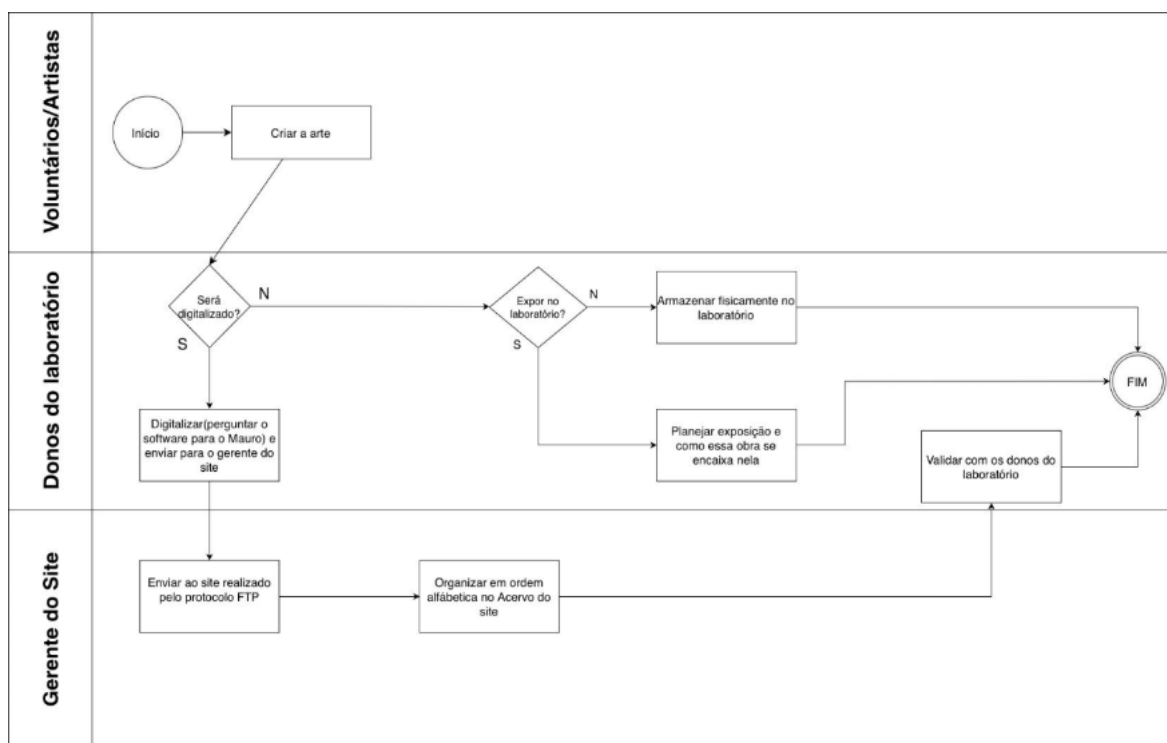 Voluntários/Artistas
Início
Criar a arte
Donos do laboratório
Será
digitalizado?
N
S
Expor no
laboratório?
N
S
Armazenar fisicamente no
laboratório
FIM
Digitalizar(perguntar o
software para o Mauro) e
enviar para o gerente do
site
Planejar exposição e
como essa obra se
encaixa nela
Validar com os donos do
laboratório
Gerente do Site
Enviar ao site realizado
pelo protocolo FTP
Organizar em ordem
alfábetica no Acervo do
site